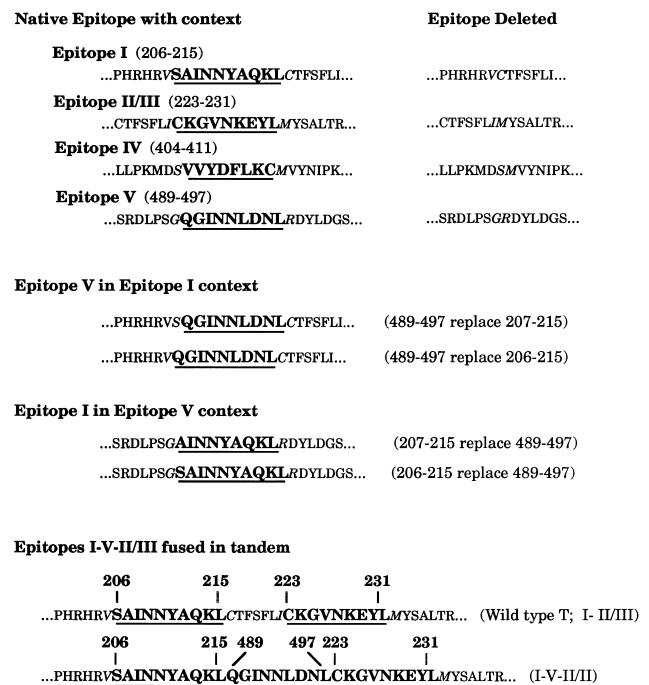 Native Epitope with context Epitope Deleted
Epitope I (206-215)
...PHRHRVSAINNYAQKLCTFSFLI... ...PHRHRVCTFSFLI...
Epitope II/III (223-231)
...CTFSFLICKGVNKEYLMYSALTR... ...CTFSFLIMYSALTR...
Epitope IV (404-411)
...LLPKMDSVVYDFLKCMVYNIPK... ...LLPKMDSMVYNIPK...
Epitope V (489-497)
...SRDLPSGQGINNLDNLRDYLDGS... ...SRDLPSGRDYLDGS...
Epitope V in Epitope I context
...PHRHRVSQGINNLDNLCTFSFLI... (489-497 replace 207-215)
...PHRHRVQGINNLDNLCTFSFLI... (489-497 replace 206-215)
Epitope I in Epitope V context
...SRDLPSGAINNYAQKLRDYLDGS... (207-215 replace 489-497)
...SRDLPSGSAINNYAQKLRDYLDGS... (206-215 replace 489-497)
Epitopes I-V-II/III fused in tandem
206 215 223 231
...PHRHRVSAINNYAQKLCTFSFLICKGVNKEYLMYSALTR... (Wild type T; I- II/III)
206 215 489 497 223 231
...PHRHRVSAINNYAQKLQGINNLDNLCKGVNKEYLMYSALTR... (I-V-II/II)